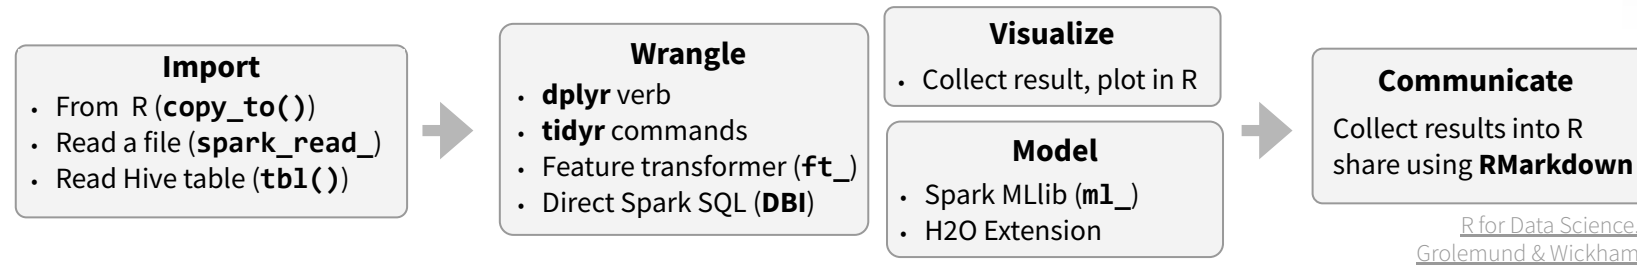 Import
• From R (copy_to())
• Read a file (spark_read_)
• Read Hive table (tbl())
Wrangle
• dplyr verb
• tidyr commands
• Feature transformer (ft_)
• Direct Spark SQL (DBI)
Visualize
• Collect result, plot in R
Model
• Spark MLlib (ml_)
• H2O Extension
Communicate
Collect results into R
share using RMarkdown
R for Data Science,
Grolemund & Wickham